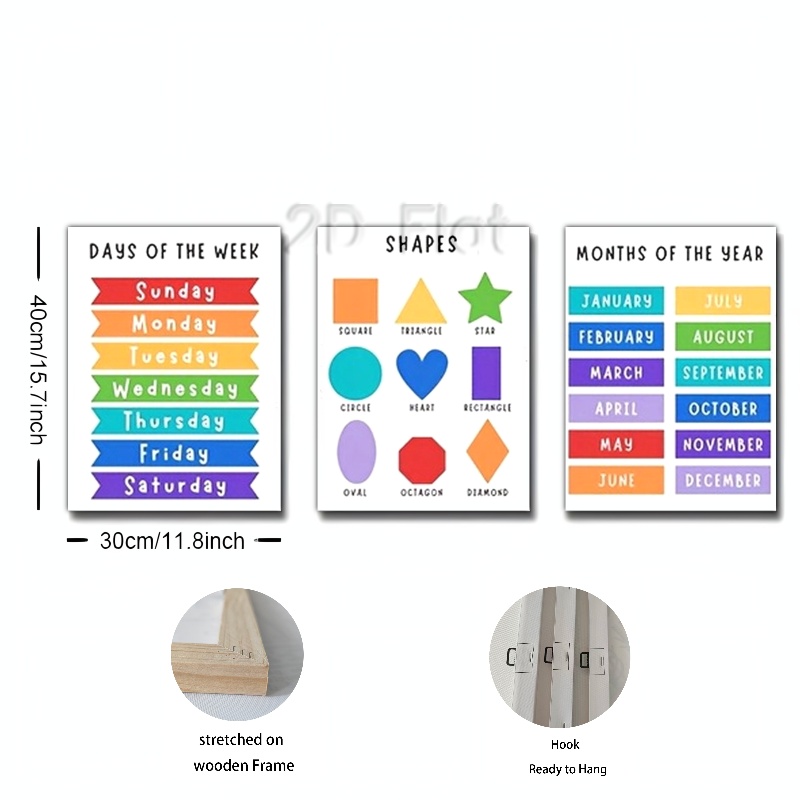 2D Flat
DAYS OF THE WEEK
Sunday
Monday
Tuesday
Wednesday
Thursday
Friday
Saturday
SHAPES
SQUARE
TRIANGLE
STAR
CIRCLE
HEART
RECTANGLE
OVAL
OCTAGON
DIAMOND
MONTHS OF THE YEAR
JANUARY
FEBRUARY
MARCH
APRIL
MAY
JUNE
JULY
AUGUST
SEPTEMBER
OCTOBER
NOVEMBER
DECEMBER
40cm/15.7inch
30cm/11.8inch
stretched on
wooden Frame
Hook
Ready to Hang